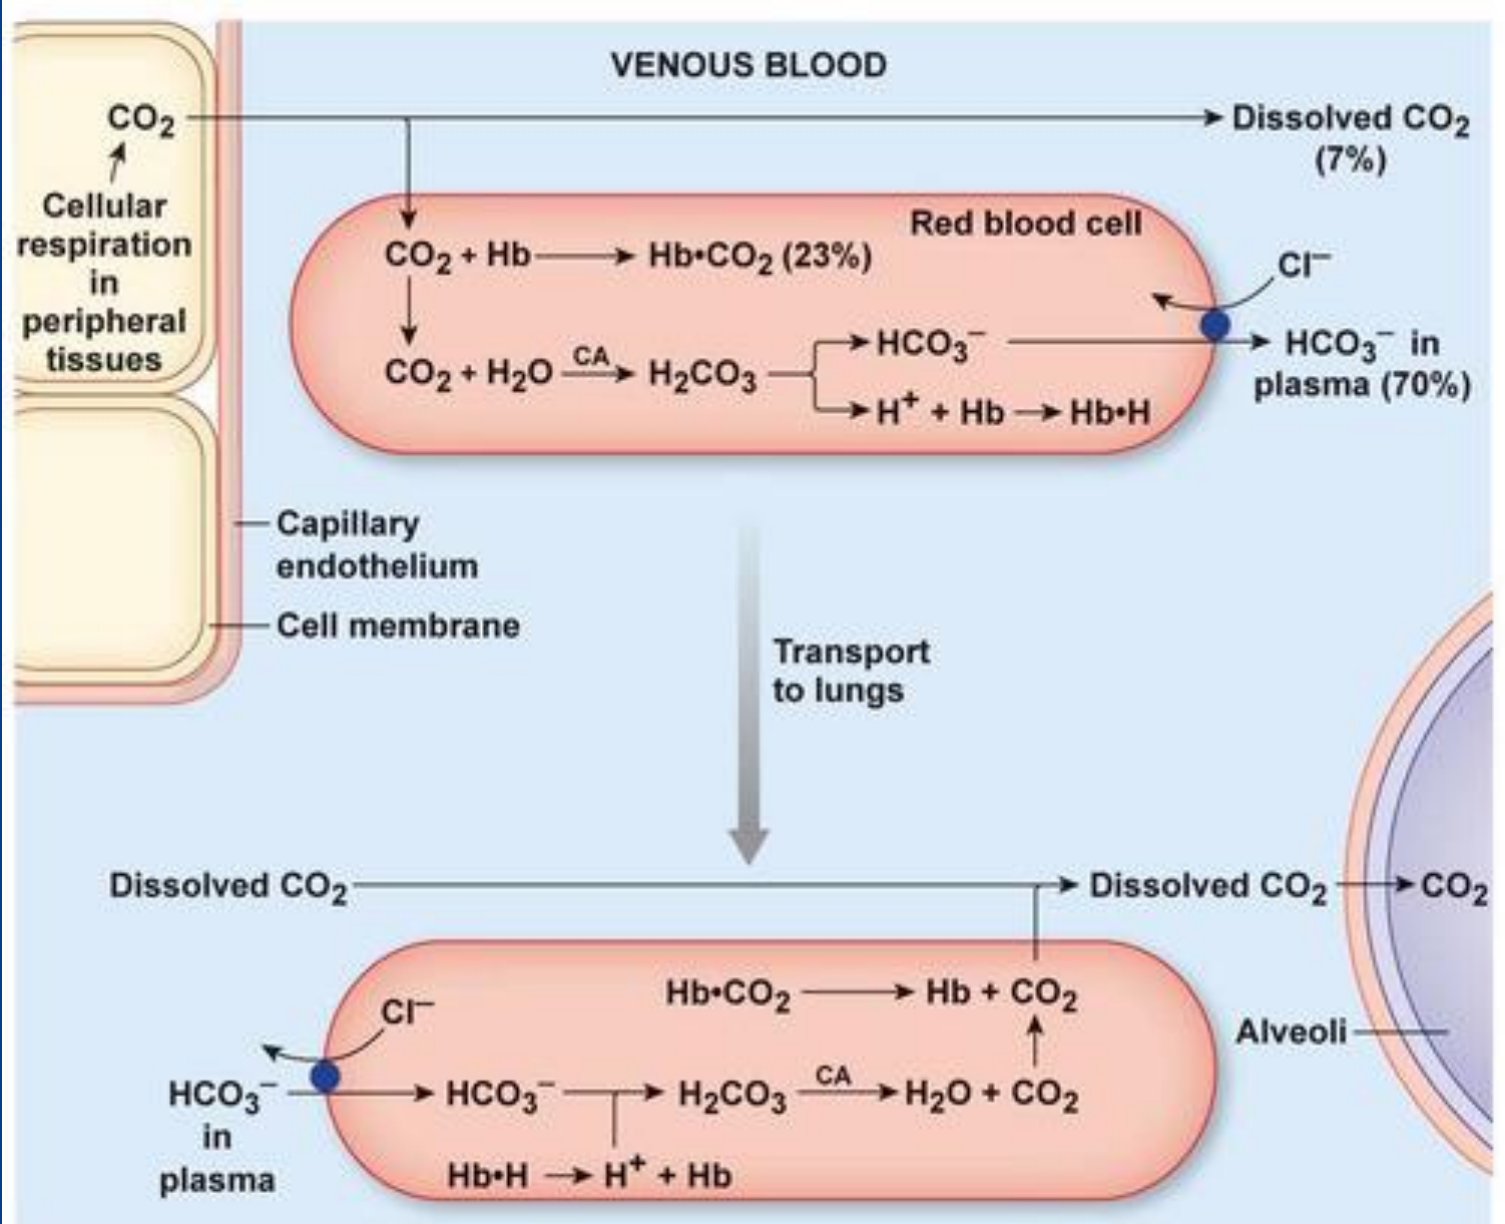 VENOUS BLOOD
CO₂
Dissolved CO₂
(7%)
Cellular
respiration
in
peripheral
tissues
Red blood cell
CO₂ + Hb → Hb•CO₂ (23%)
Cl⁻
CO₂ + H₂O CA → H₂CO₃
HCO₃⁻
H⁺ + Hb → Hb•H
HCO₃⁻ in
plasma (70%)
Capillary
endothelium
Cell membrane
Transport
to lungs
Dissolved CO₂ → Dissolved CO₂ → CO₂
Hb•CO₂ → Hb + CO₂
Cl⁻
Alveoli
HCO₃⁻
in
plasma
HCO₃⁻ → H₂CO₃ CA → H₂O + CO₂
Hb•H → H⁺ + Hb